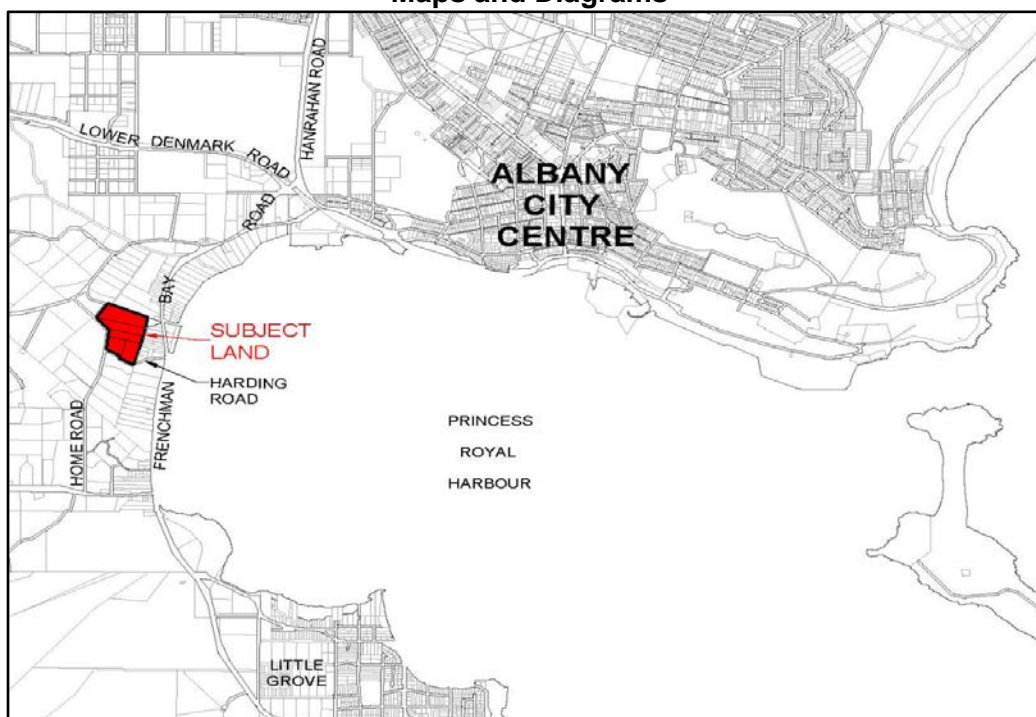 Maps and Diagrams
LOWER DENMARK ROAD
HANRAHAN ROAD
ALBANY
CITY
CENTRE
FRENCHMAN BAY ROAD
SUBJECT
LAND
HARDING
ROAD
HOME ROAD
PRINCESS
ROYAL
HARBOUR
LITTLE
GROVE